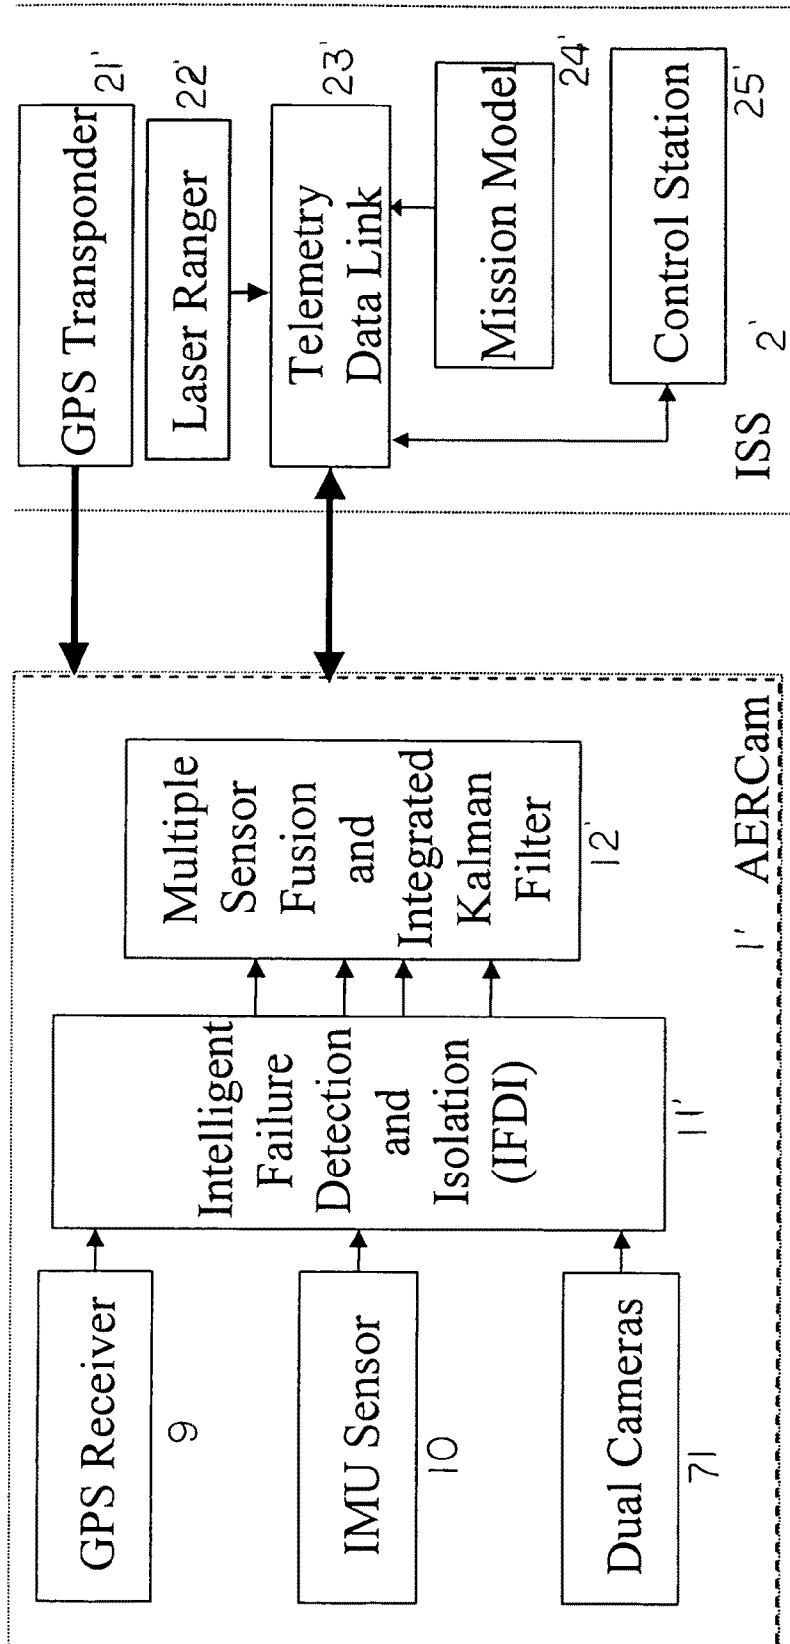 GPS Receiver
9
IMU Sensor
10
Dual Cameras
71
Intelligent
Failure
Detection
and
Isolation
(IFDI)
11'
Multiple
Sensor
Fusion
and
Integrated
Kalman
Filter
12'
1' AERCam
GPS Transponder
21'
Laser Ranger
22'
Telemetry
Data Link
23'
Mission Model
24'
Control Station
25'
ISS 2'